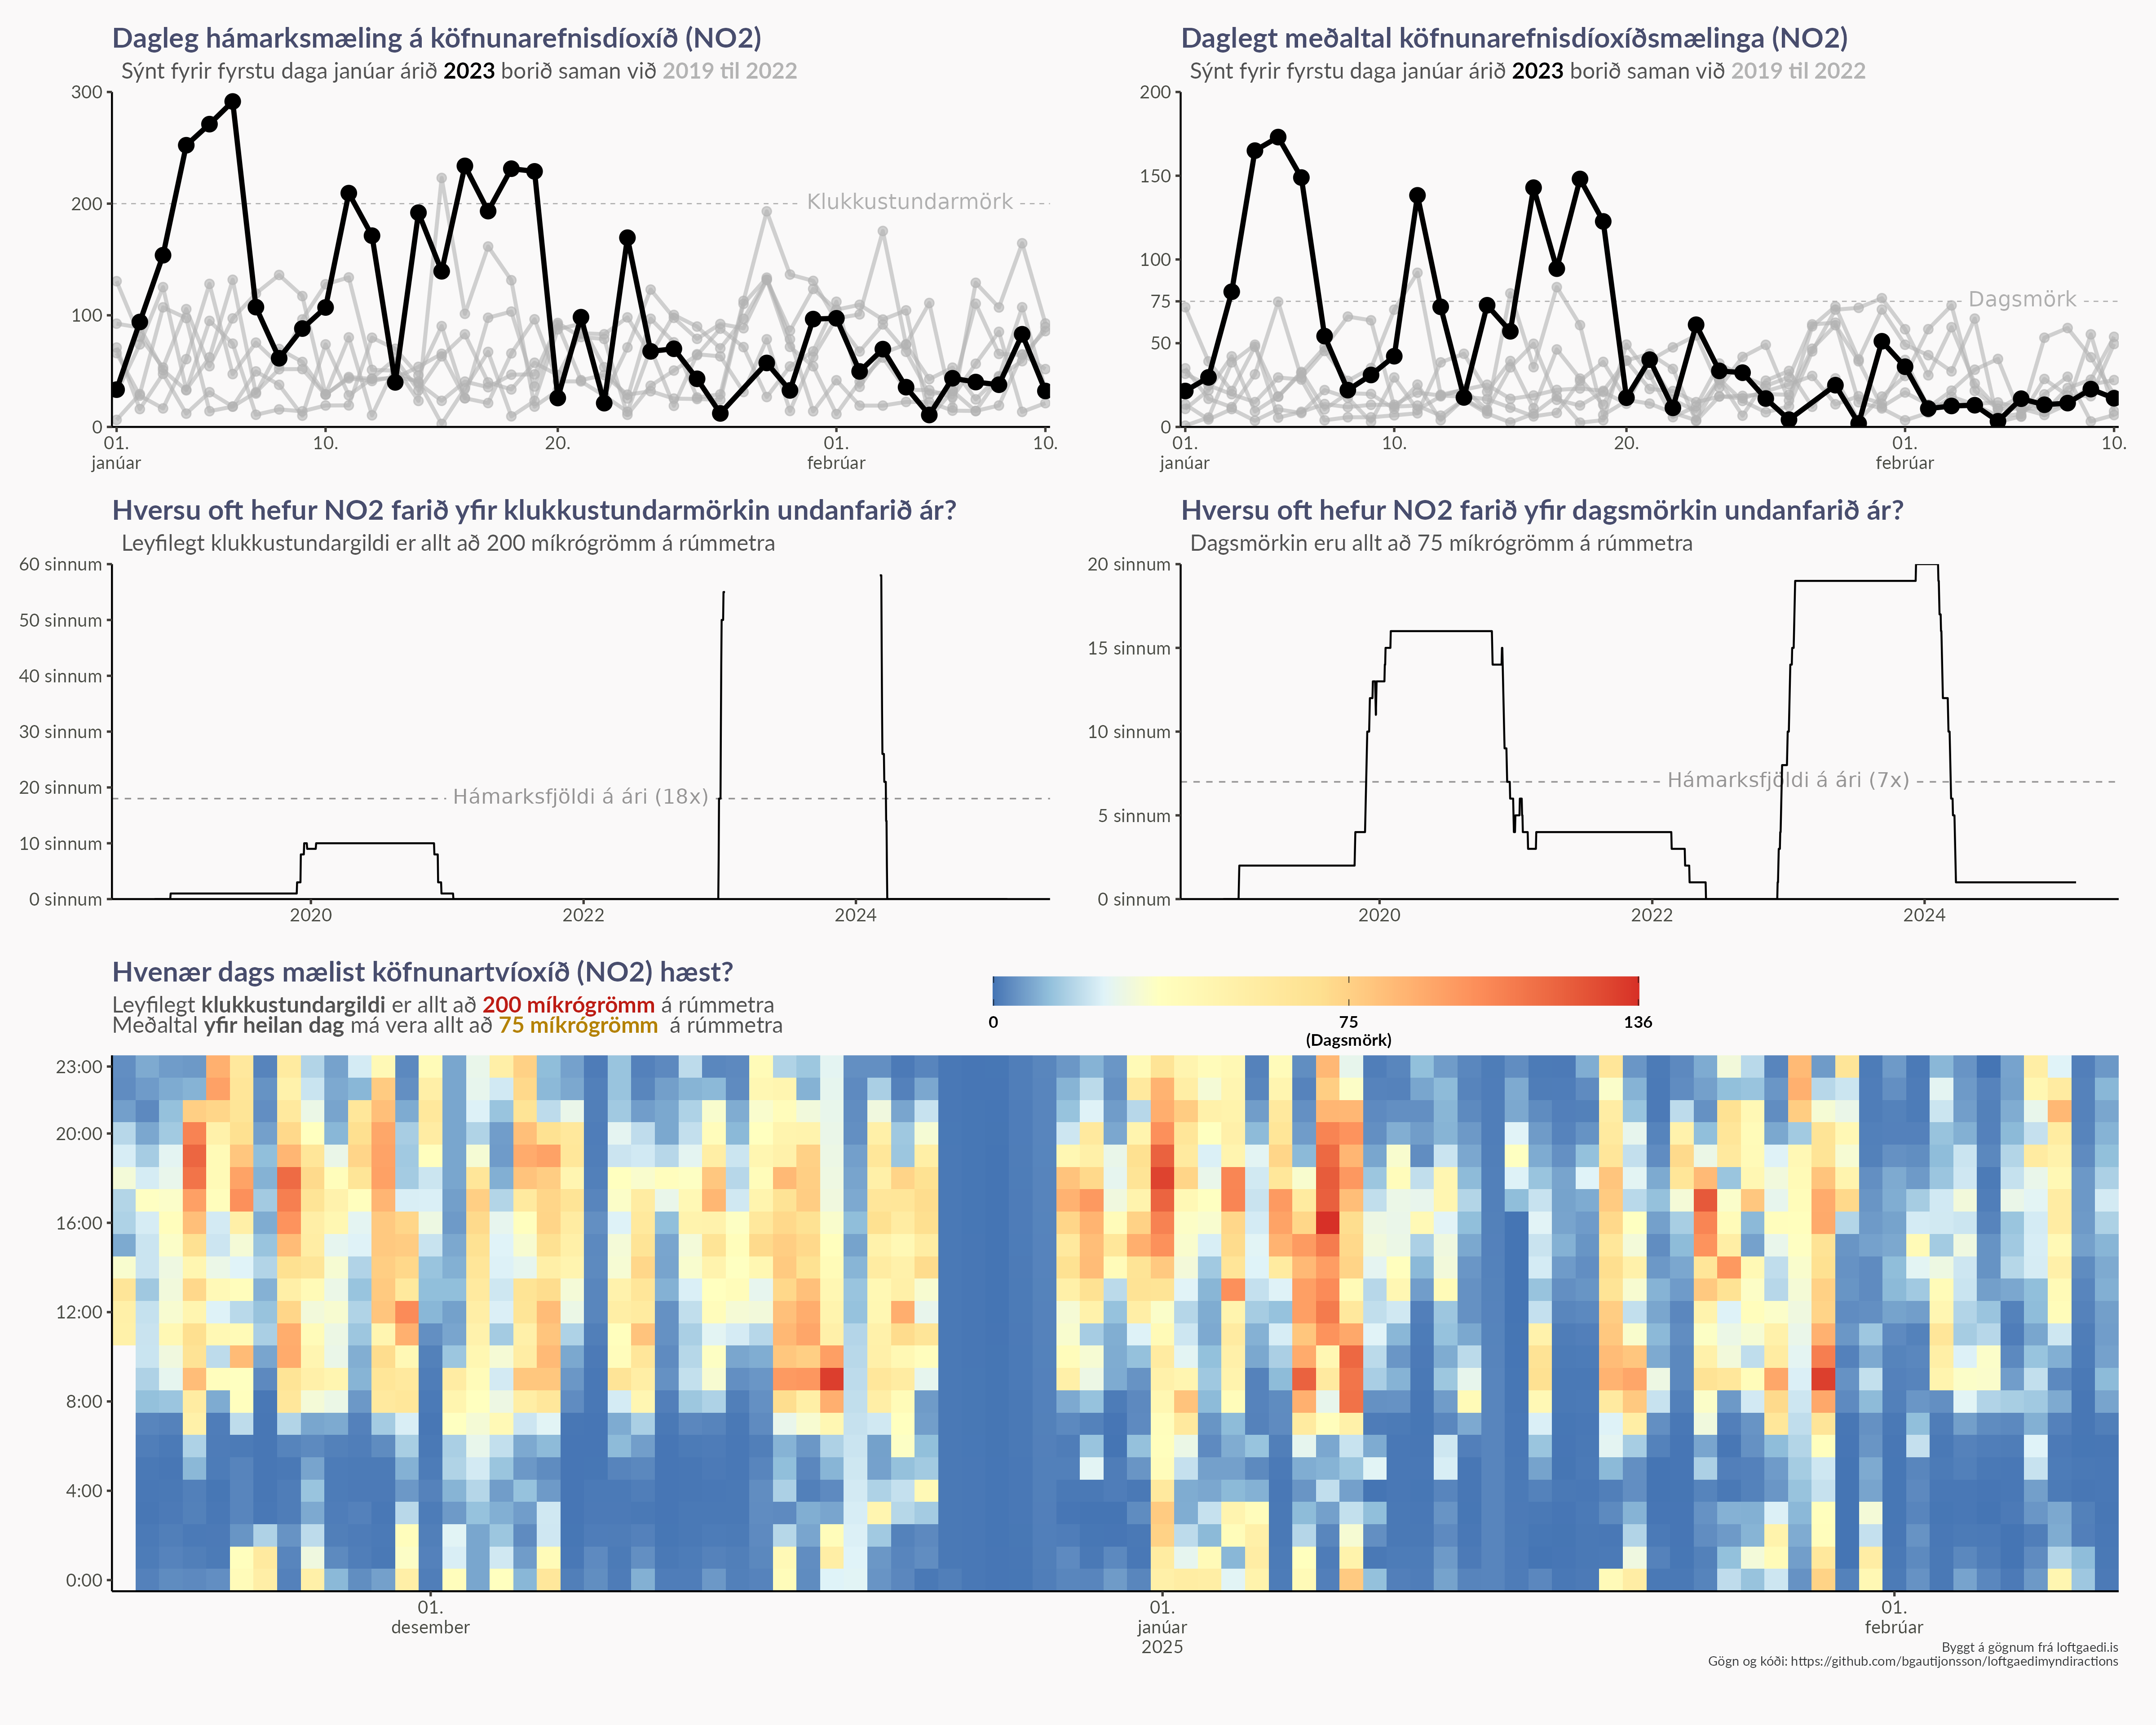 Dagleg hámarksmæling á köfnunarefnisdíoxíð (NO2)
Sýnt fyrir fyrstu daga janúar árið 2023 borið saman við 2019 til 2022
300
200
100
0
Klukkustundarmörk
01.
janúar
10.
20.
01.
febrúar
10.
Daglegt meðaltal köfnunarefnisdíoxíðsmælinga (NO2)
Sýnt fyrir fyrstu daga janúar árið 2023 borið saman við 2019 til 2022
200
150
100
75
50
0
Dagsmörk
01.
janúar
10.
20.
01.
febrúar
10.
Hversu oft hefur NO2 farið yfir klukkustundarmörkin undanfarið ár?
Leyfilegt klukkustundargildi er allt að 200 míkrógrömm á rúmmetra
60 sinnum
50 sinnum
40 sinnum
30 sinnum
20 sinnum
10 sinnum
0 sinnum
Hámarksfjöldi á ári (18x)
2020
2022
2024
Hversu oft hefur NO2 farið yfir dagsmörkin undanfarið ár?
Dagsmörkin eru allt að 75 míkrógrömm á rúmmetra
20 sinnum
15 sinnum
10 sinnum
5 sinnum
0 sinnum
Hámarksfjöldi á ári (7x)
2020
2022
2024
Hvenær dags mælist köfnunartvíoxíð (NO2) hæst?
Leyfilegt klukkustundargildi er allt að 200 míkrógrömm á rúmmetra
Meðaltal yfir heilan dag má vera allt að 75 míkrógrömm á rúmmetra
0
75
(Dagsmörk)
136
23:00
20:00
16:00
12:00
8:00
4:00
0:00
01.
desember
01.
janúar
2025
01.
febrúar
Byggt á gögnum frá loftgaedi.is
Gögn og kóði: https://github.com/bgautijonsson/loftgaedimyndiractions